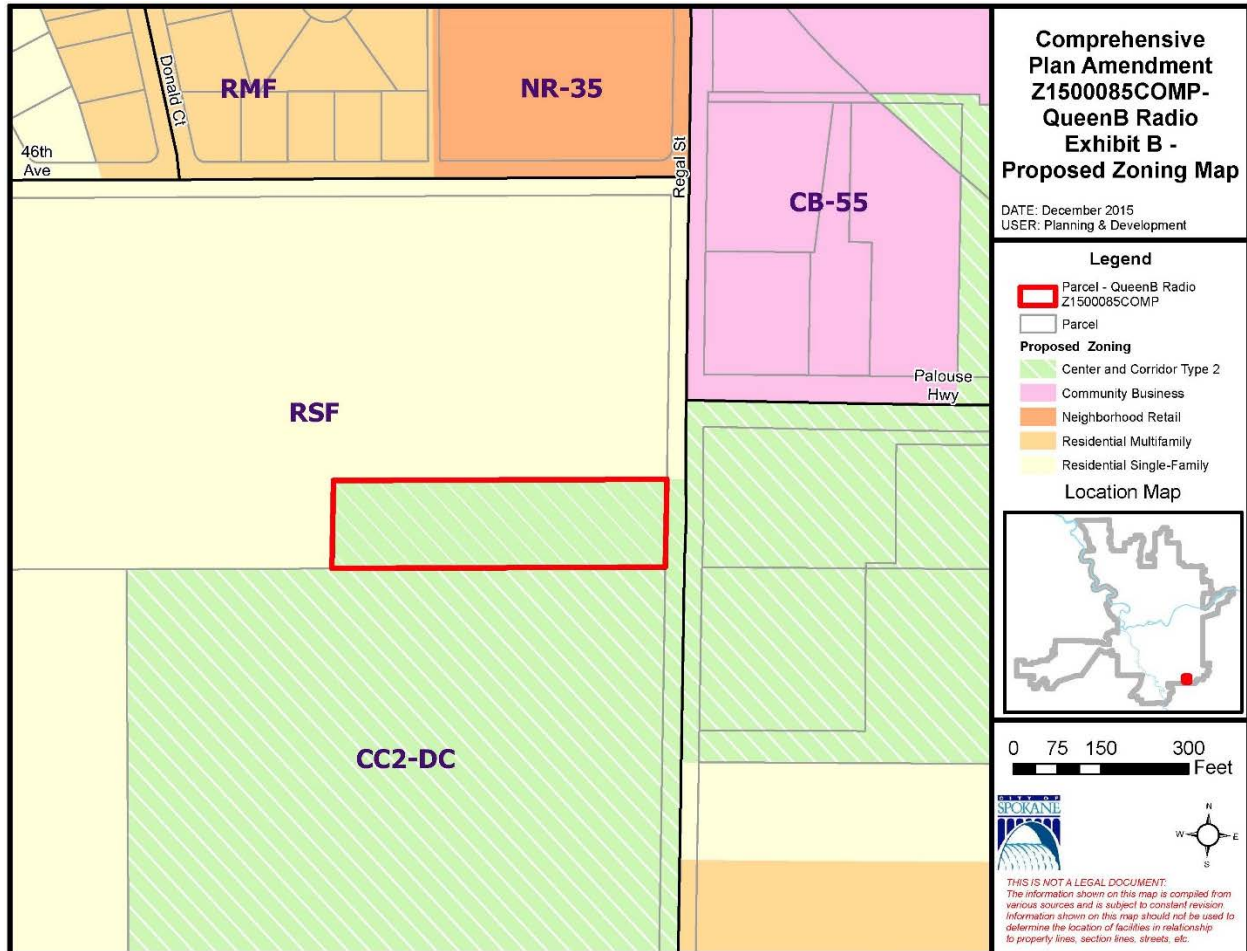 Comprehensive
Plan Amendment
Z1500085COMP-
QueenB Radio
Exhibit B -
Proposed Zoning Map
DATE: December 2015
USER: Planning & Development
Legend
Parcel - QueenB Radio
Z1500085COMP
Parcel
Proposed Zoning
Center and Corridor Type 2
Community Business
Neighborhood Retail
Residential Multifamily
Residential Single-Family
Location Map
0 75 150 300
Feet
CITY OF
SPOKANE
N
W E
S
THIS IS NOT A LEGAL DOCUMENT:
The information shown on this map is compiled from
various sources and is subject to constant revision
Information shown on this map should not be used to
determine the location of facilities in relationship
to property lines, section lines, streets, etc.
RMF
Donald Ct
NR-35
46th
Ave
Regal St
CB-55
Palouse
Hwy
RSF
CC2-DC